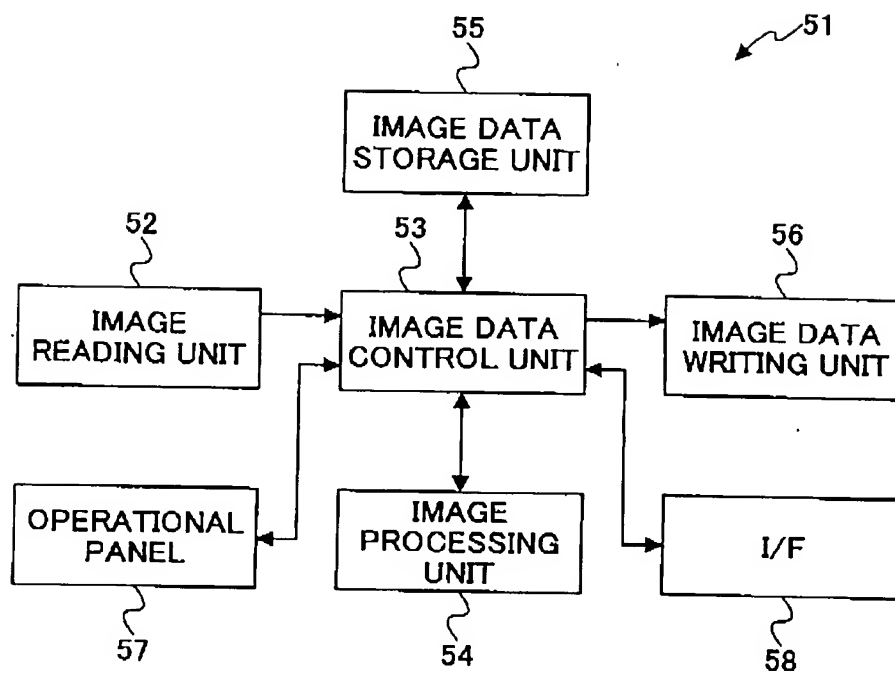 51
55
IMAGE DATA
STORAGE UNIT
52
53
56
IMAGE
READING UNIT
IMAGE DATA
CONTROL UNIT
IMAGE DATA
WRITING UNIT
OPERATIONAL
PANEL
IMAGE
PROCESSING
UNIT
I/F
57
54
58